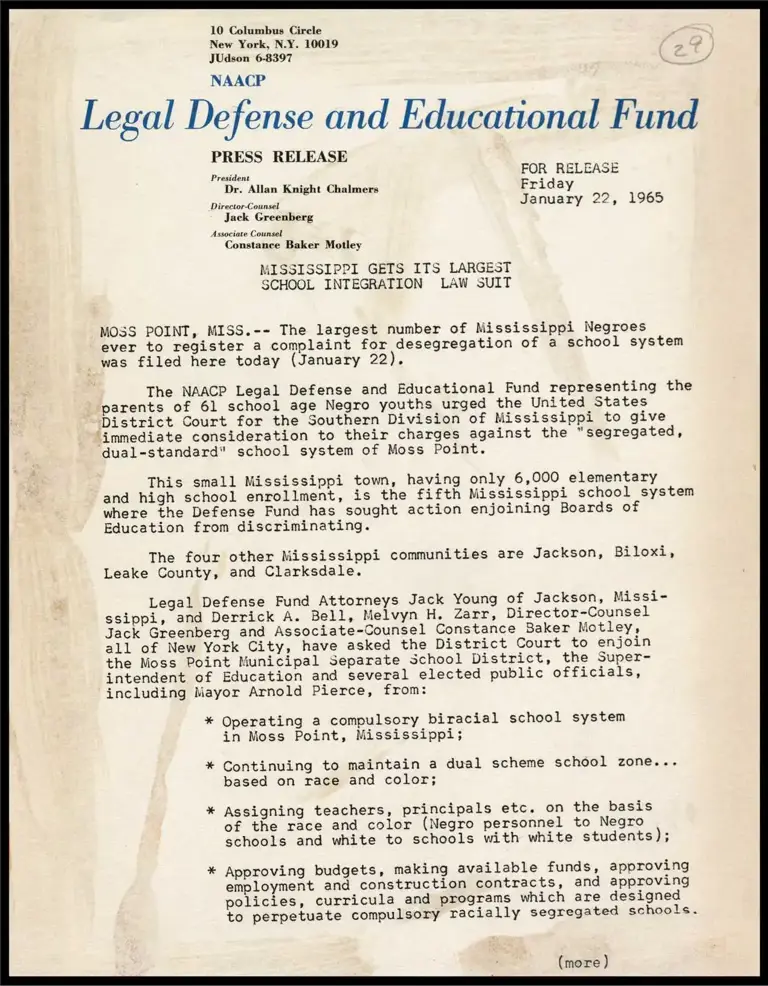 10 Columbus Circle
New York, N.Y. 10019
JUdson 6-8397
29
NAACP
Legal Defense and Educational Fund
PRESS RELEASE
President
Dr. Allan Knight Chalmers
Director-Counsel
Jack Greenberg
Associate Counsel
Constance Baker Motley
FOR RELEASE
Friday
January 22, 1965
MISSISSIPPI GETS ITS LARGEST
SCHOOL INTEGRATION LAW SUIT
MOSS POINT, MISS.-- The largest number of Mississippi Negroes
ever to register a complaint for desegregation of a school system
was filed here today (January 22).
The NAACP Legal Defense and Educational Fund representing the
parents of 61 school age Negro youths urged the United States
District Court for the Southern Division of Mississippi to give
immediate consideration to their charges against the "segregated,
dual-standard" school system of Moss Point.
This small Mississippi town, having only 6,000 elementary
and high school enrollment, is the fifth Mississippi school system
where the Defense Fund has sought action enjoining Boards of
Education from discriminating.
The four other Mississippi communities are Jackson, Biloxi,
Leake County, and Clarksdale.
Legal Defense Fund Attorneys Jack Young of Jackson, Missi-
ssippi, and Derrick A. Bell, Melvyn H. Zarr, Director-Counsel
Jack Greenberg and Associate-Counsel Constance Baker Motley,
all of New York City, have asked the District Court to enjoin
the Moss Point Municipal Separate School District, the Super-
intendent of Education and several elected public officials,
including Mayor Arnold Pierce, from:
* Operating a compulsory biracial school system
in Moss Point, Mississippi;
* Continuing to maintain a dual scheme school zone...
based on race and color;
* Assigning teachers, principals etc. on the basis
of the race and color (Negro personnel to Negro
schools and white to schools with white students);
* Approving budgets, making available funds, approving
employment and construction contracts, and approving
policies, curricula and programs which are designed
to perpetuate compulsory racially segregated schools.
(more)